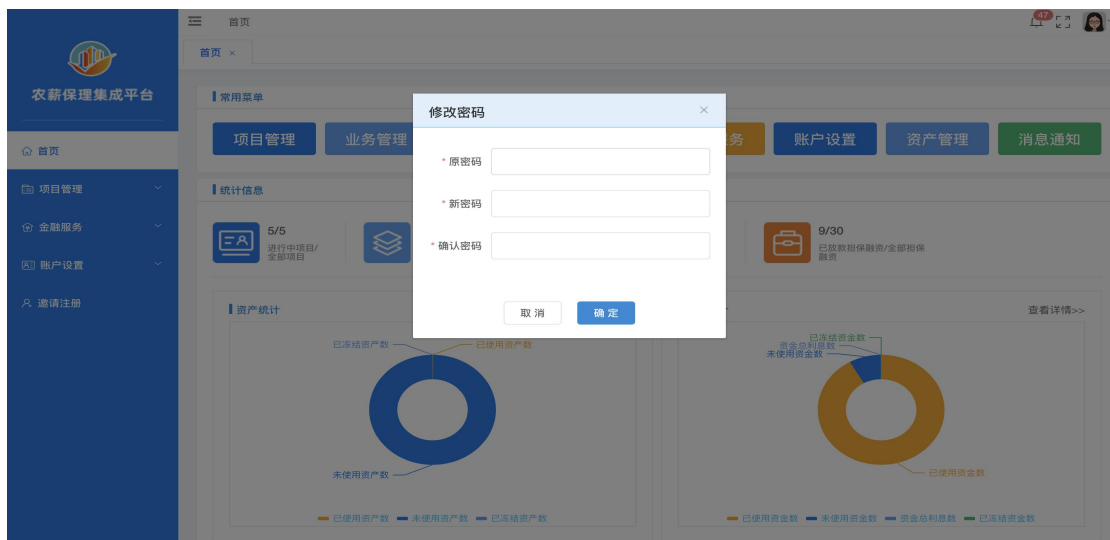 首页
47
首页 ×
农薪保理集成平台
常用菜单
项目管理
业务管理
务
账户设置
资产管理
消息通知
首页
项目管理
金融服务
账户设置
邀请注册
统计信息
5/5
进行中项目/
全部项目
9/30
已放款担保融资/全部担保
融资
修改密码
×
* 原密码
* 新密码
* 确认密码
取消
确定
资产统计
查看详情>>
已冻结资产数
已使用资产数
未使用资产数
已使用资产数 未使用资产数 已冻结资产数
已冻结资金数
资金总利息数
未使用资金数
已使用资金数
已使用资金数 未使用资金数 资金总利息数 已冻结资金数